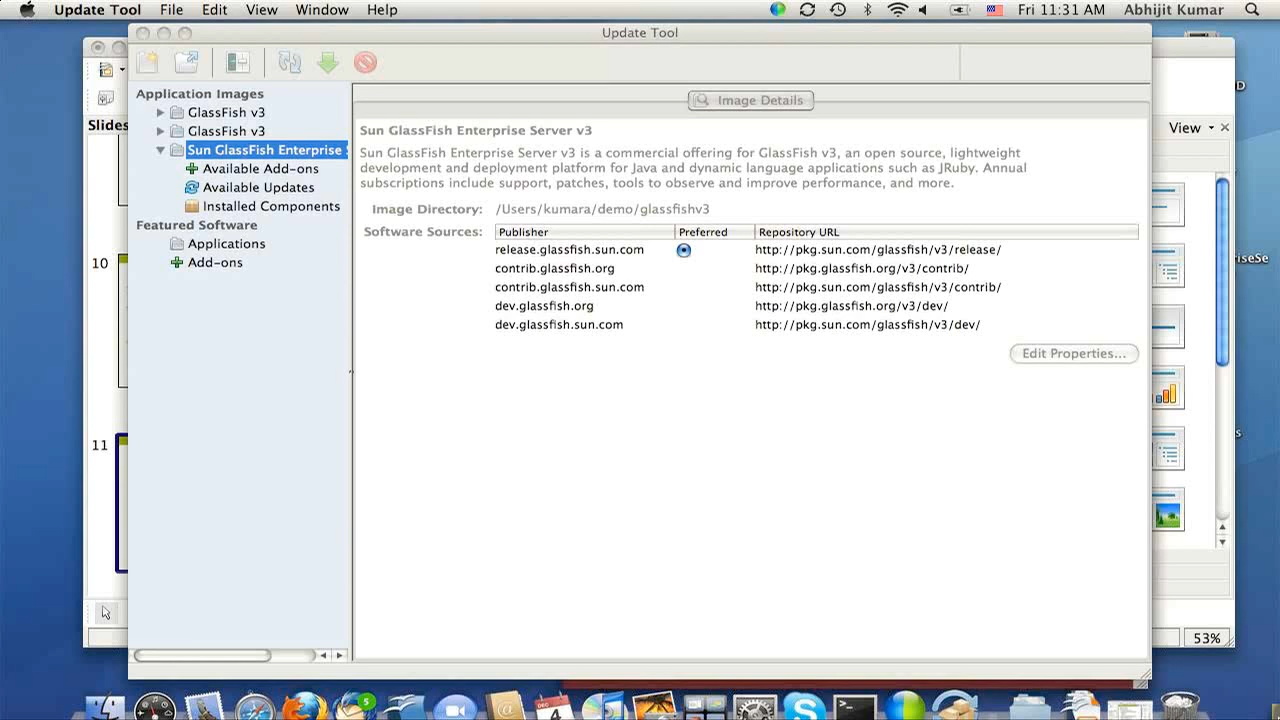 Update Tool File Edit View Window Help Fri 11:31 AM Abhijit Kumar
Update Tool
Application Images
GlassFish v3
GlassFish v3
Sun GlassFish Enterprise S
Available Add-ons
Available Updates
Installed Components
Featured Software
Applications
Add-ons
Image Details
Sun GlassFish Enterprise Server v3
Sun GlassFish Enterprise Server v3 is a commercial offering for GlassFish v3, an open source, lightweight
development and deployment platform for Java and dynamic language applications such as JRuby. Annual
subscriptions include support, patches, tools to observe and improve performance, and more.
Image Directory: /Users/kumara/demo/glassfishv3
Software Sources: Publisher Preferred Repository URL
release.glassfish.sun.com http://pkg.sun.com/glassfish/v3/release/
contrib.glassfish.org http://pkg.glassfish.org/v3/contrib/
contrib.glassfish.sun.com http://pkg.sun.com/glassfish/v3/contrib/
dev.glassfish.org http://pkg.glassfish.org/v3/dev/
dev.glassfish.sun.com http://pkg.sun.com/glassfish/v3/dev/
Edit Properties...
Slides
10
11
View
D
riseSe
s
53%
DEC
4
5